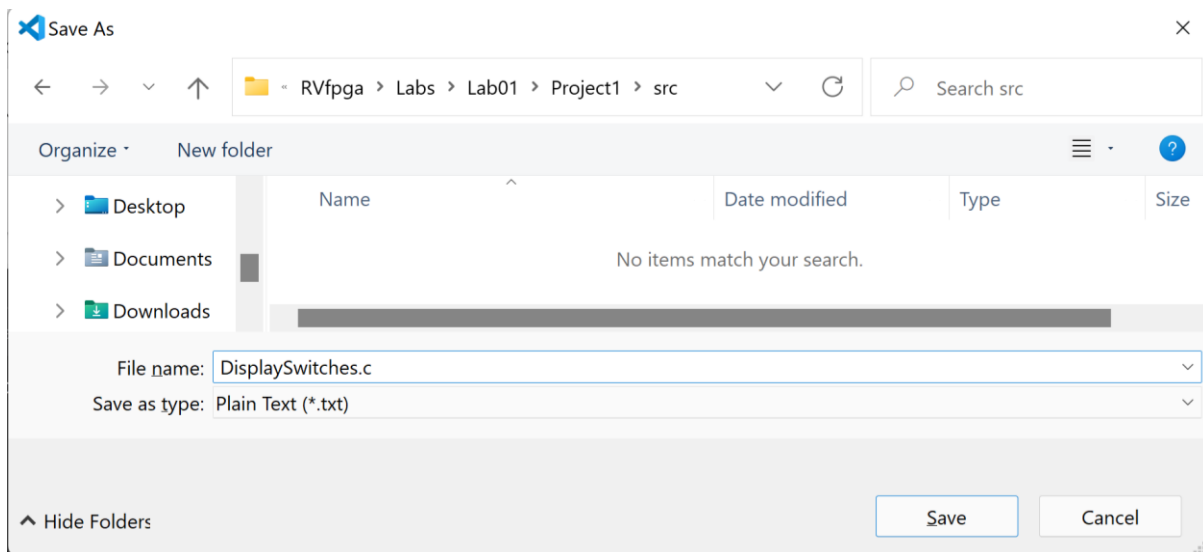 Save As
« RVfpga > Labs > Lab01 > Project1 > src
Search src
Organize
New folder
?
Name
Date modified
Type
Size
Desktop
Documents
Downloads
No items match your search.
File name: DisplaySwitches.c
Save as type: Plain Text (*.txt)
Hide Folders
Save
Cancel